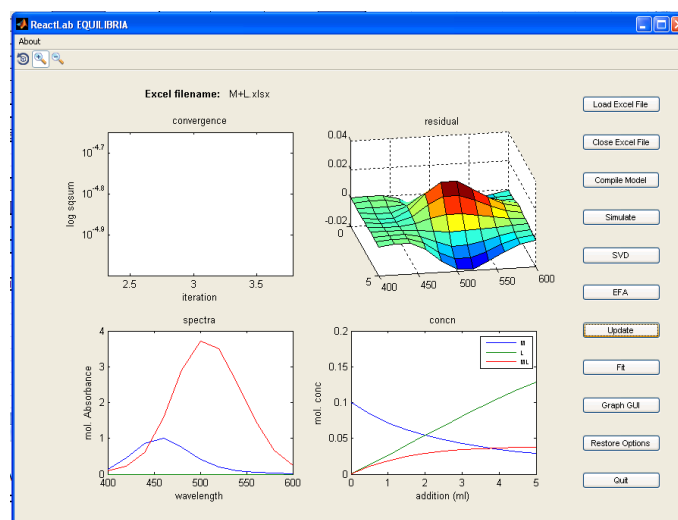 ReactLab EQUILIBRIA
About
Excel filename: M+L.xlsx
Load Excel File
Close Excel File
Compile Model
Simulate
SVD
EFA
Update
Fit
Graph GUI
Restore Options
Quit
convergence
10^-4.7
10^-4.8
10^-4.9
log sqsum
2.5 3 3.5
iteration
residual
0.04
0.02
0
-0.02
0
5
400 450 500 550 600
spectra
4
3
2
1
0
mol. Absorbance
400 450 500 550 600
wavelength
concn
0.2
0.15
0.1
0.05
0
mol. conc
M
L
ML
0 1 2 3 4 5
addition (ml)